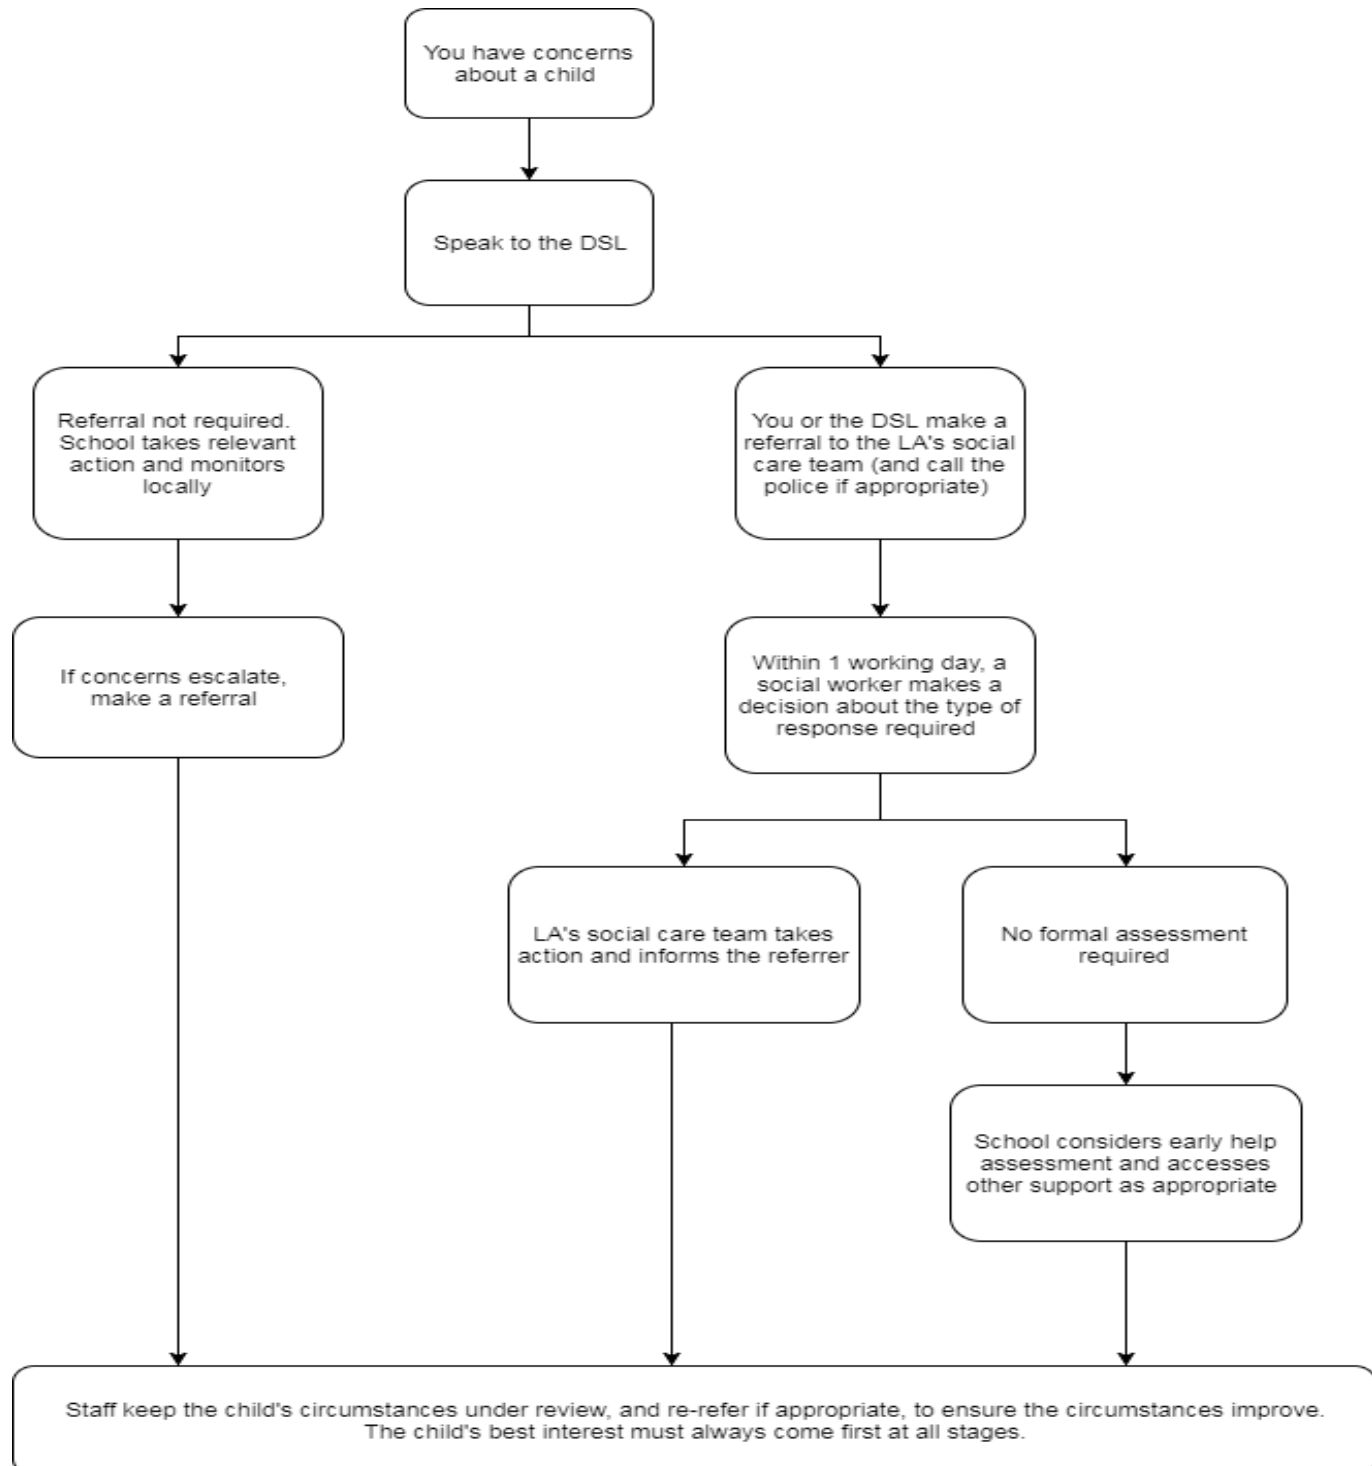 You have concerns
about a child
Speak to the DSL
Referral not required.
School takes relevant
action and monitors
locally
You or the DSL make a
referral to the LA's social
care team (and call the
police if appropriate)
If concerns escalate,
make a referral
Within 1 working day, a
social worker makes a
decision about the type of
response required
LA's social care team takes
action and informs the referrer
No formal assessment
required
School considers early help
assessment and accesses
other support as appropriate
Staff keep the child's circumstances under review, and re-refer if appropriate, to ensure the circumstances improve.
The child's best interest must always come first at all stages.